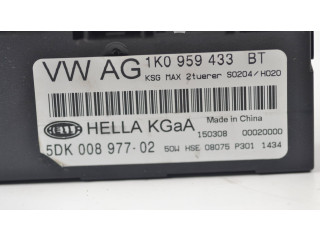 VW AG 1K0 959 433 BT
KSG MAX 2tuerer S0204/H020
HELLA HELLA KGaA Made in China
150308 00020000
5DK 008 977-02 50W HSE 08075 P301 1434